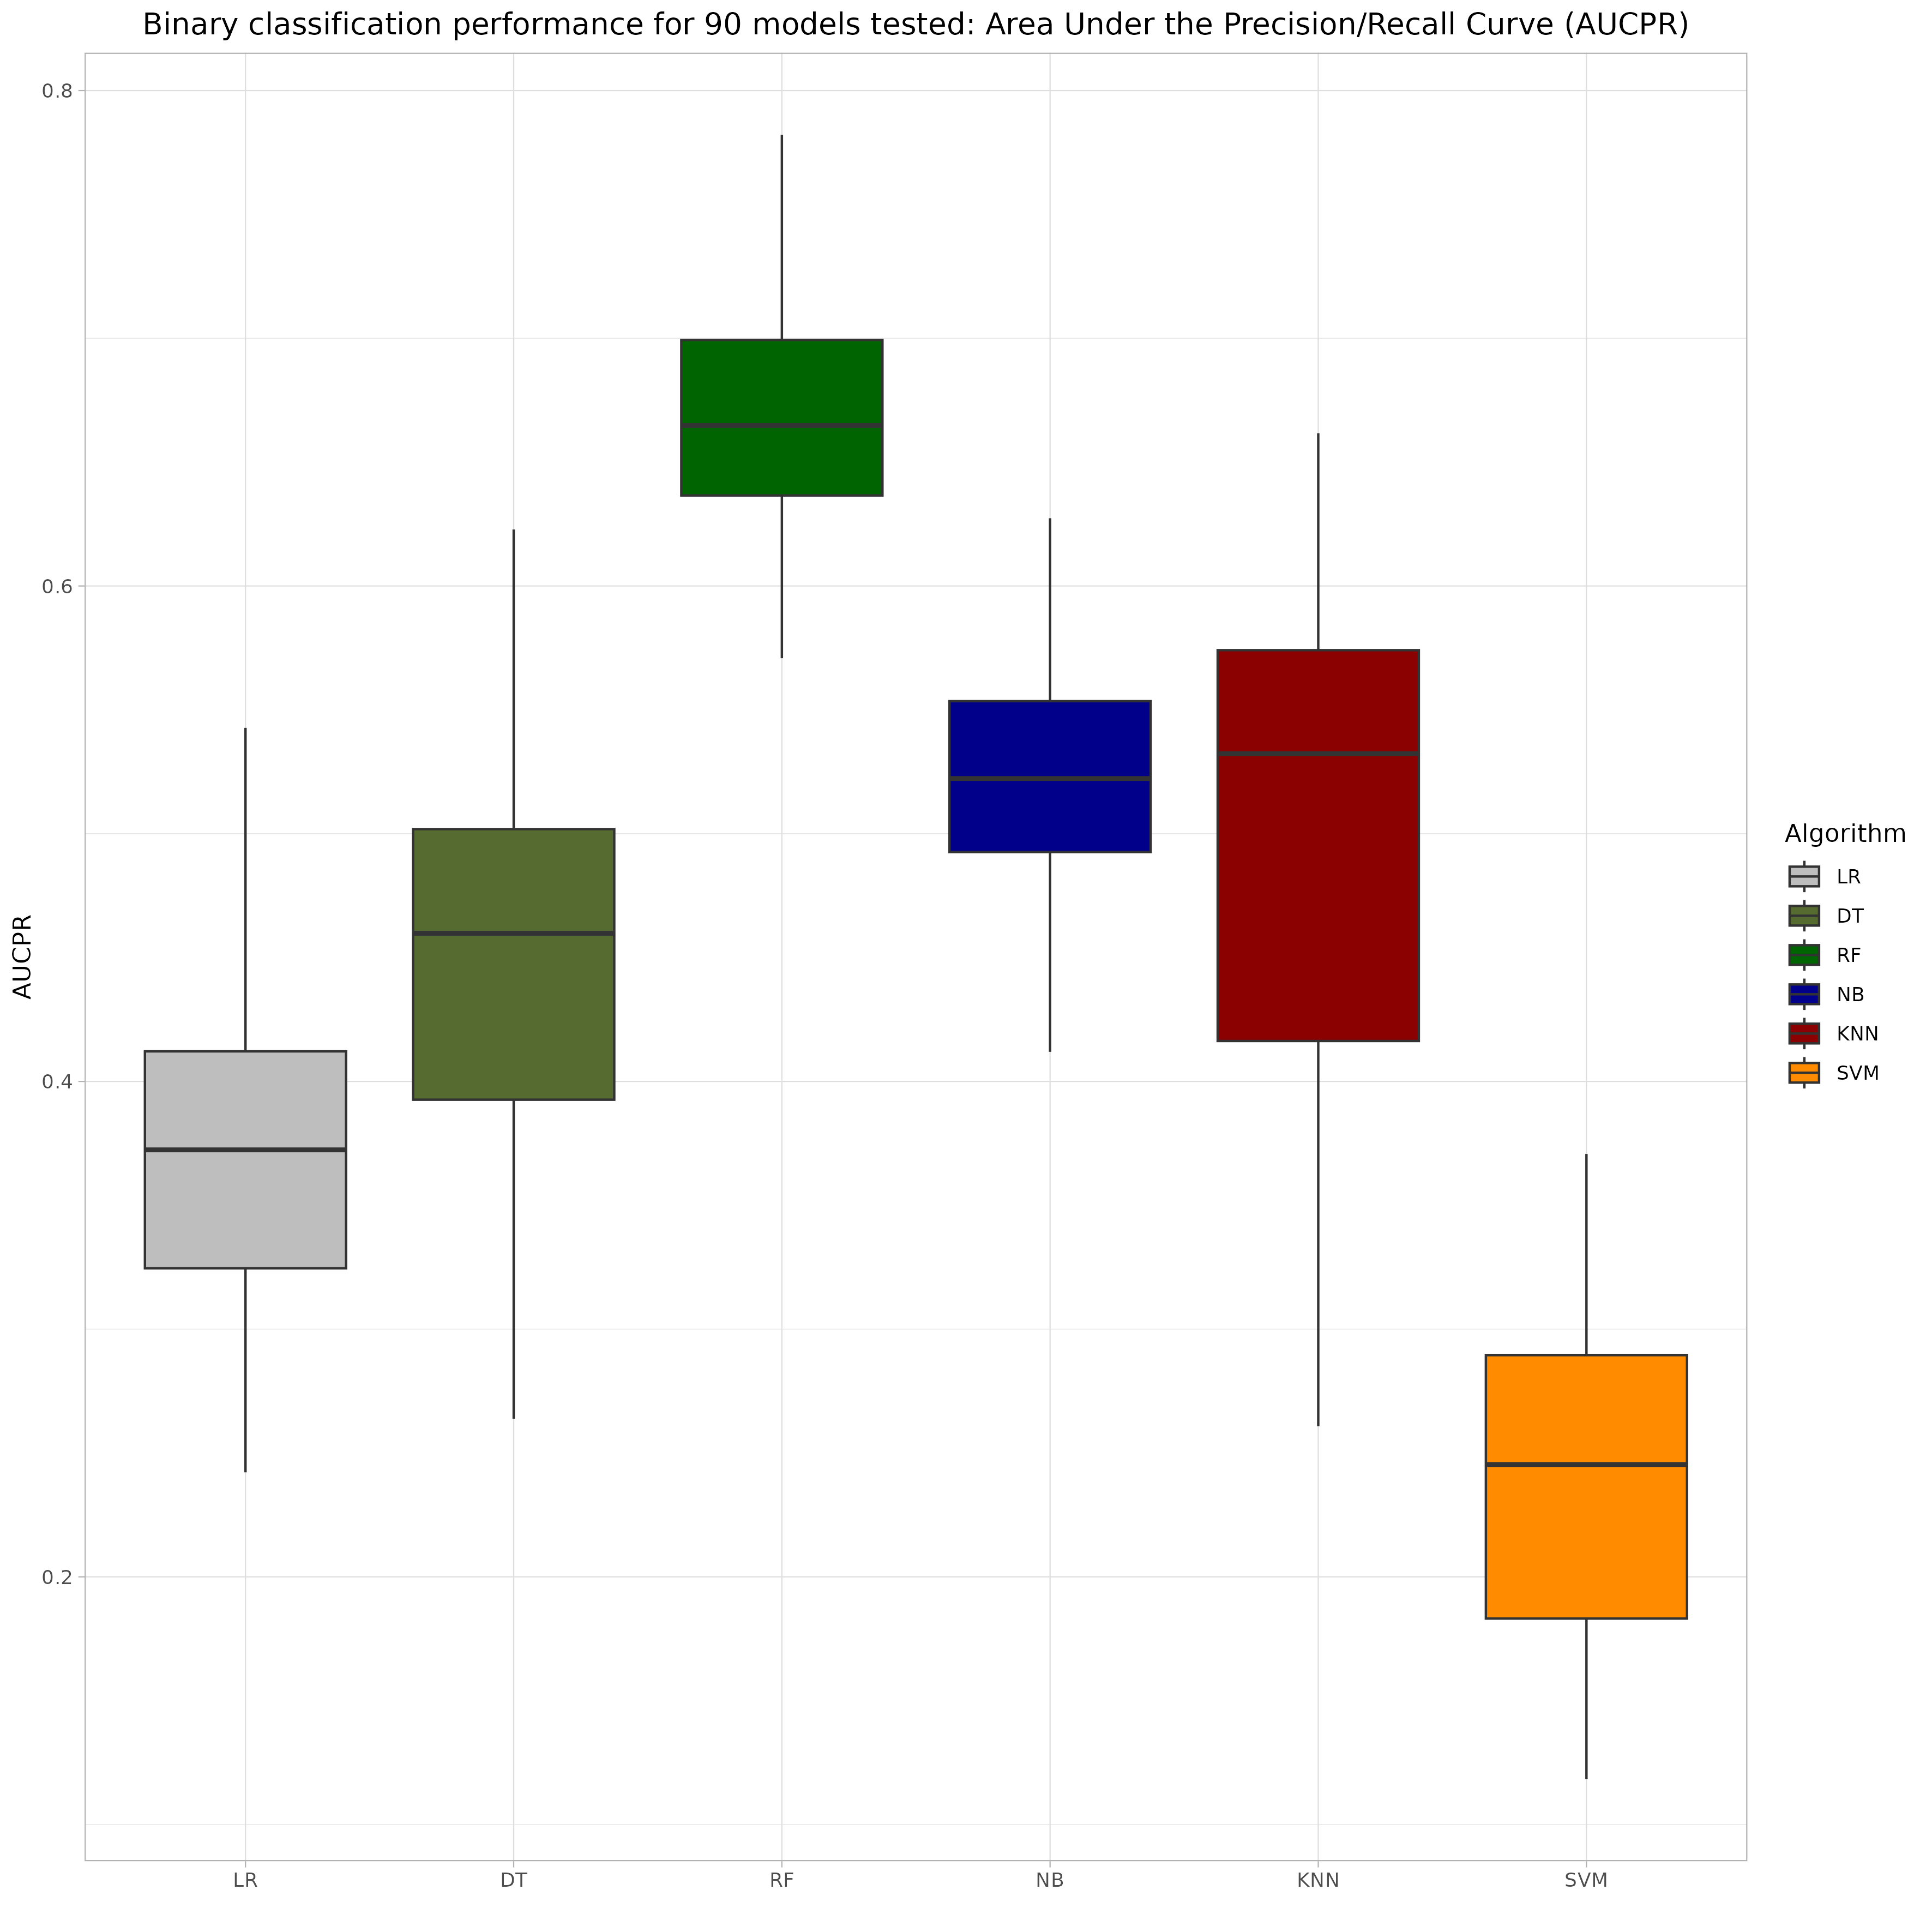 Binary classification performance for 90 models tested: Area Under the Precision/Recall Curve (AUCPR)
0.8
0.6
0.4
0.2
AUCPR
LR
DT
RF
NB
KNN
SVM
Algorithm
LR
DT
RF
NB
KNN
SVM